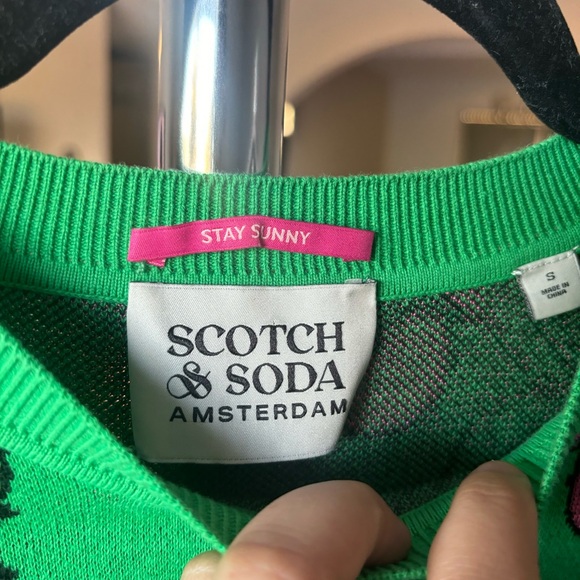 STAY SUNNY
SCOTCH
& SODA
AMSTERDAM
S
MADE IN
CHINA